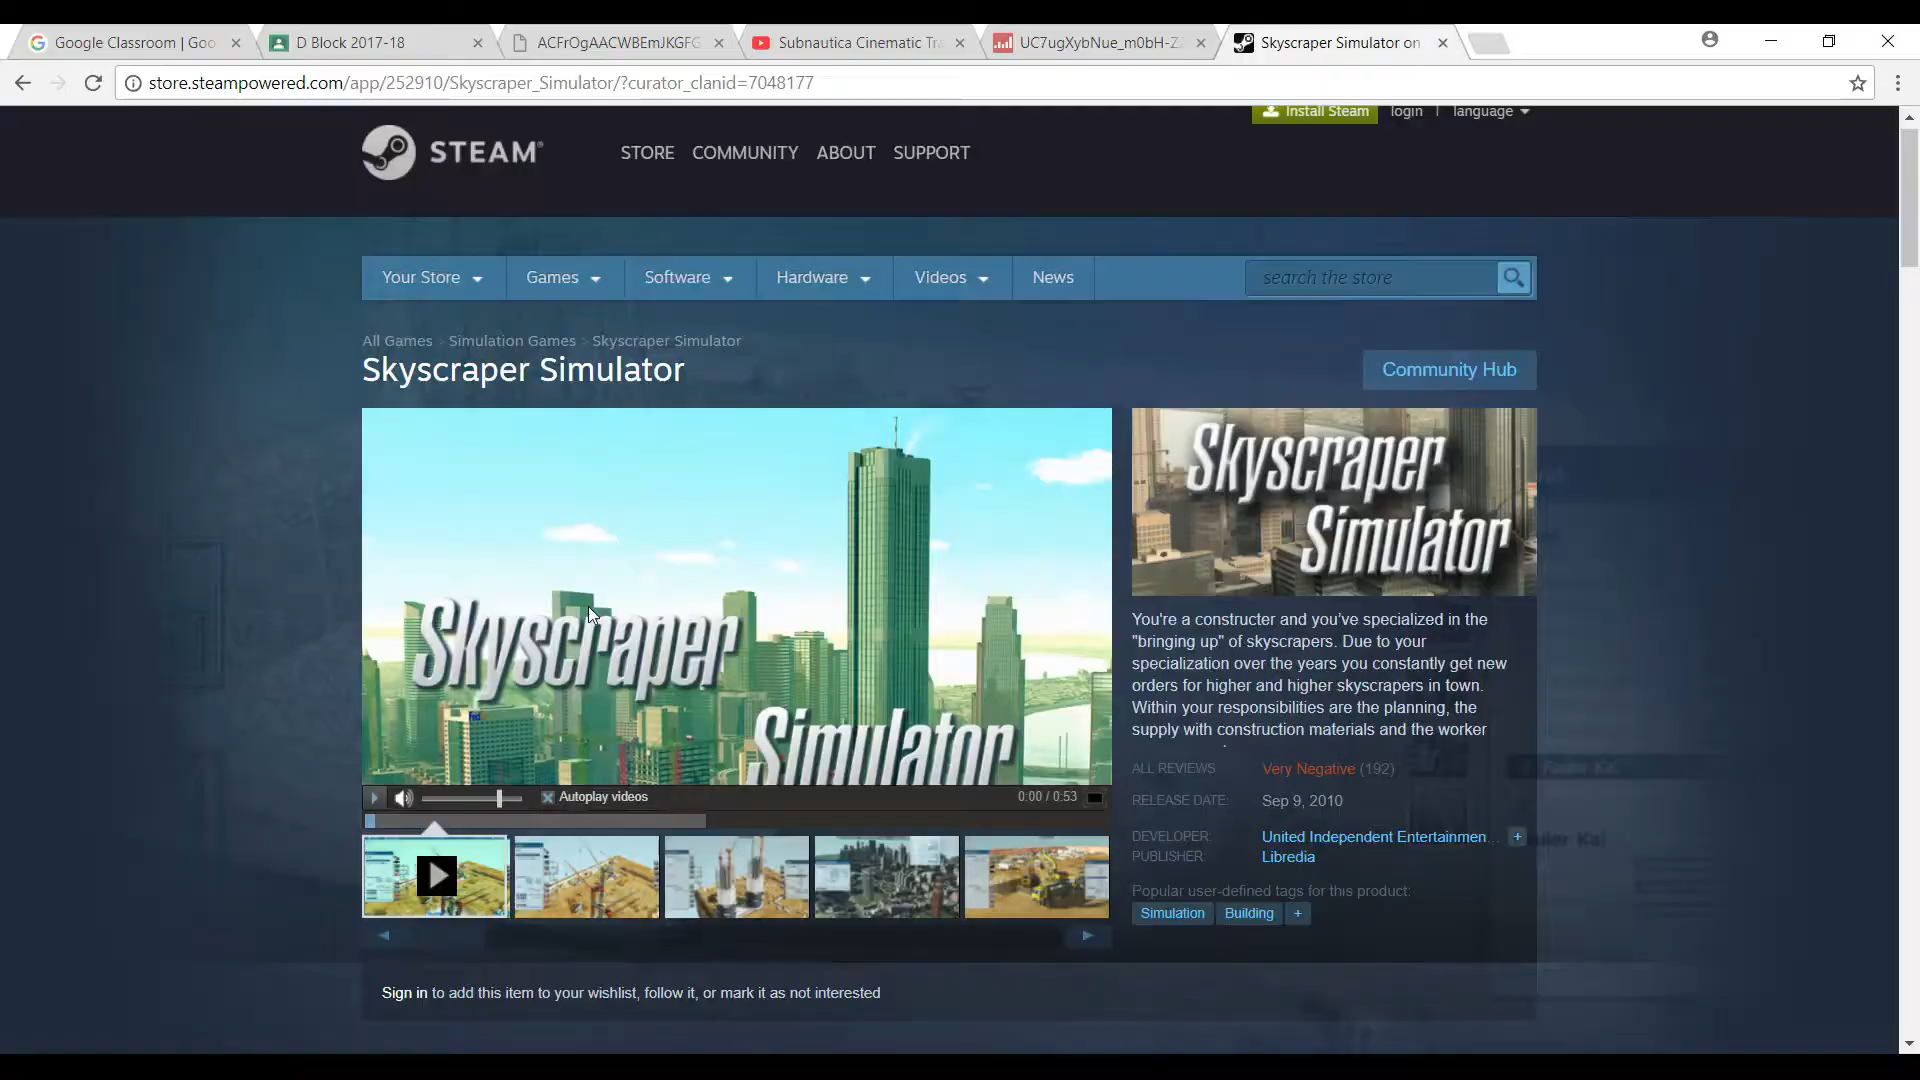 Google Classroom | Goo
D Block 2017-18
ACFrOgAACWBEmJKGFG
Subnautica Cinematic Tra
UC7ugXybNue_m0bH-Z
Skyscraper Simulator on
store.steampowered.com/app/252910/Skyscraper_Simulator/?curator_clanid=7048177
Install Steam login | language
STEAM
STORE COMMUNITY ABOUT SUPPORT
Your Store Games Software Hardware Videos News search the store
All Games > Simulation Games > Skyscraper Simulator
Skyscraper Simulator
Community Hub
Skyscraper
Simulator
Skyscraper
Simulator
You're a constructer and you've specialized in the
"bringing up" of skyscrapers. Due to your
specialization over the years you constantly get new
orders for higher and higher skyscrapers in town.
Within your responsibilities are the planning, the
supply with construction materials and the worker
ALL REVIEWS Very Negative (192)
RELEASE DATE: Sep 9, 2010
DEVELOPER: United Independent Entertainmen... +
PUBLISHER: Libredia
Popular user-defined tags for this product:
Simulation Building +
Autoplay videos 0:00 / 0:53
Sign in to add this item to your wishlist, follow it, or mark it as not interested